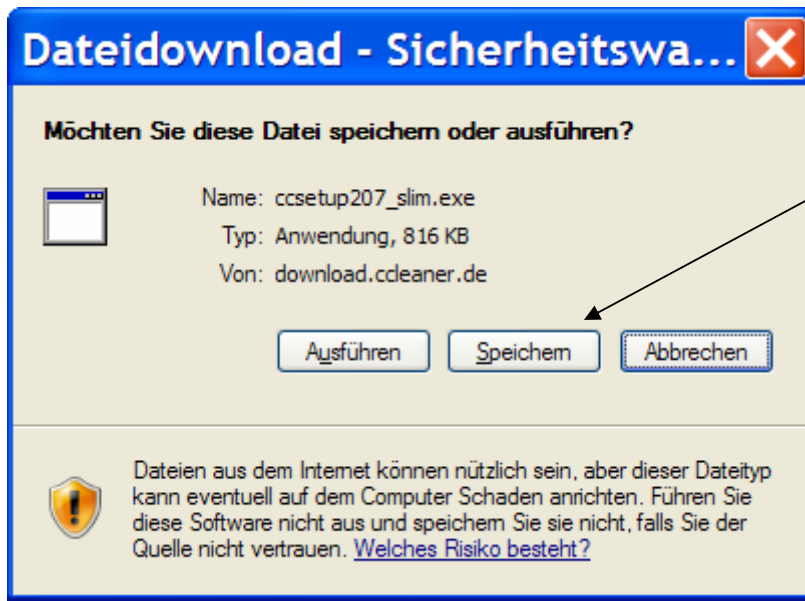 Dateidownload - Sicherheitswa...
Möchten Sie diese Datei speichern oder ausführen?
Name: ccsetup207_slim.exe
Typ: Anwendung, 816 KB
Von: download.ccleaner.de
Ausführen Speichern Abbrechen
Dateien aus dem Internet können nützlich sein, aber dieser Dateityp
kann eventuell auf dem Computer Schaden anrichten. Führen Sie
diese Software nicht aus und speichern Sie sie nicht, falls Sie der
Quelle nicht vertrauen. Welches Risiko besteht?